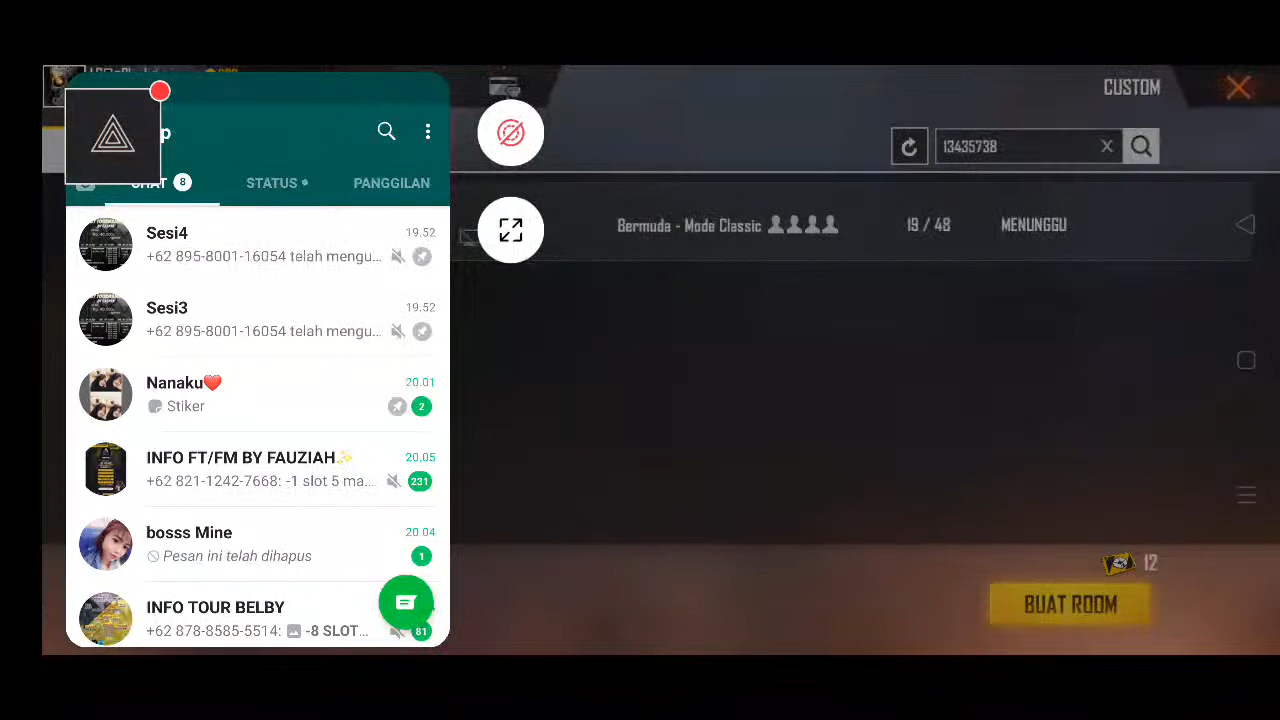 CUSTOM
p
13435738
X
CHAT 8
STATUS
PANGGILAN
Sesi4
19.52
+62 895-8001-16054 telah mengu...
Bermuda - Mode Classic
19 / 48
MENUNGGU
Sesi3
19.52
+62 895-8001-16054 telah mengu...
Nanaku❤️
20.01
Stiker
2
INFO FT/FM BY FAUZIAH✨
20.05
+62 821-1242-7668: -1 slot 5 ma...
231
bosss Mine
20.04
Pesan ini telah dihapus
1
INFO TOUR BELBY
+62 878-8585-5514: -8 SLOT...
81
12
BUAT ROOM